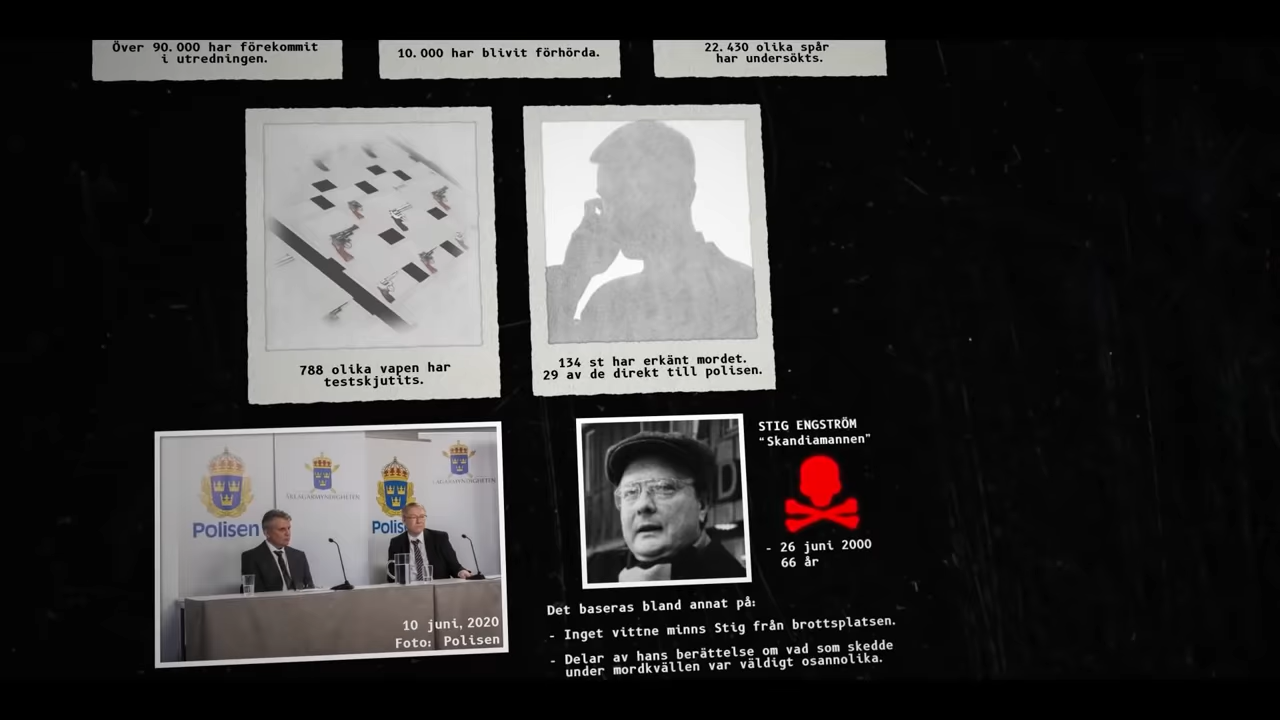 Över 90.000 har förekommit
i utredningen.
10.000 har blivit förhörda.
22.430 olika spår
har undersökts.
788 olika vapen har
testskjutits.
134 st har erkänt mordet.
29 av de direkt till polisen.
Polisen
ÅKLAGARMYNDIGHETEN
Polisen
ÅKLAGARMYNDIGHETEN
10 juni, 2020
Foto: Polisen
STIG ENGSTRÖM
"Skandiamannen"
- 26 juni 2000
66 år
Det baseras bland annat på:
- Inget vittne minns Stig från brottsplatsen.
- Delar av hans berättelse om vad som skedde
under mordkvällen var väldigt osannolika.